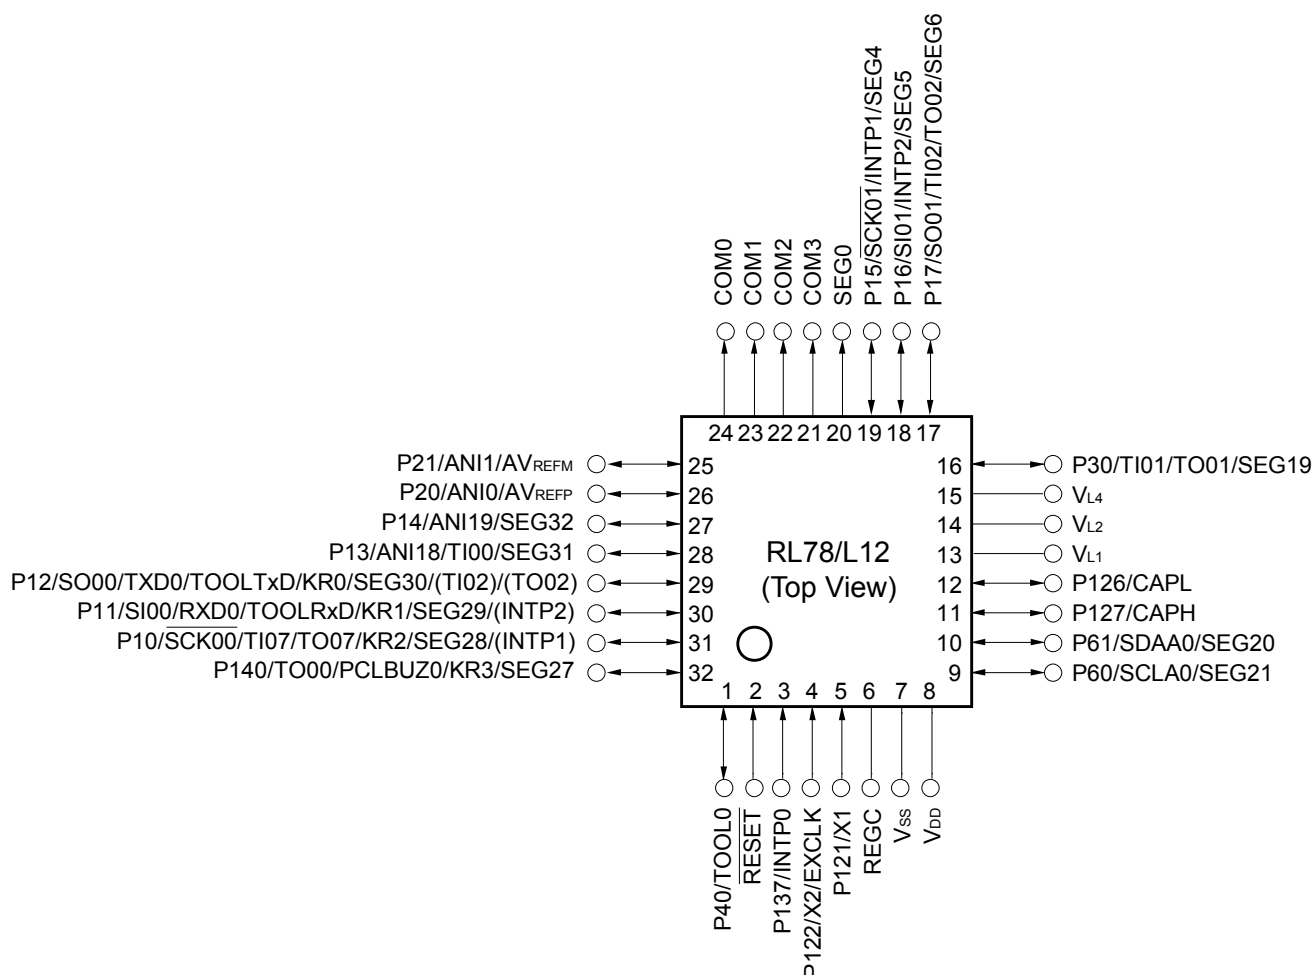 COM0
COM1
COM2
COM3
SEG0
P15/SCK01/INTP1/SEG4
P16/SI01/INTP2/SEG5
P17/SO01/TI02/TO02/SEG6
24 23 22 21 20 19 18 17
P21/ANI1/AVREFM 25
P20/ANI0/AVREFP 26
P14/ANI19/SEG32 27
P13/ANI18/TI00/SEG31 28
P12/SO00/TXD0/TOOLTxD/KR0/SEG30/(TI02)/(TO02) 29
P11/SI00/RXD0/TOOLRxD/KR1/SEG29/(INTP2) 30
P10/SCK00/TI07/TO07/KR2/SEG28/(INTP1) 31
P140/TO00/PCLBUZ0/KR3/SEG27 32
RL78/L12
(Top View)
16 P30/TI01/TO01/SEG19
15 VL4
14 VL2
13 VL1
12 P126/CAPL
11 P127/CAPH
10 P61/SDAA0/SEG20
9 P60/SCLA0/SEG21
1 2 3 4 5 6 7 8
P40/TOOL0
RESET
P137/INTP0
P122/X2/EXCLK
P121/X1
REGC
VSS
VDD